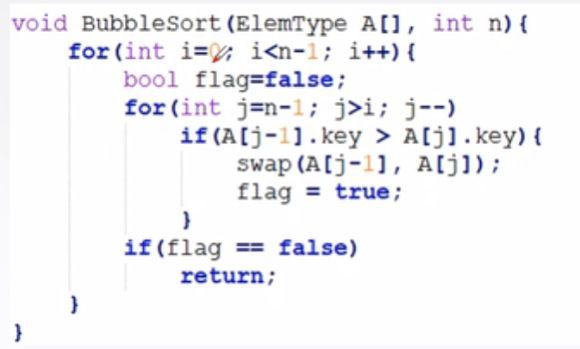 void BubbleSort(ElemType A[], int n){
    for(int i=0; i<n-1; i++){
        bool flag=false;
        for(int j=n-1; j>i; j--)
            if(A[j-1].key > A[j].key){
                swap(A[j-1], A[j]);
                flag = true;
            }
        if(flag == false)
            return;
    }
}